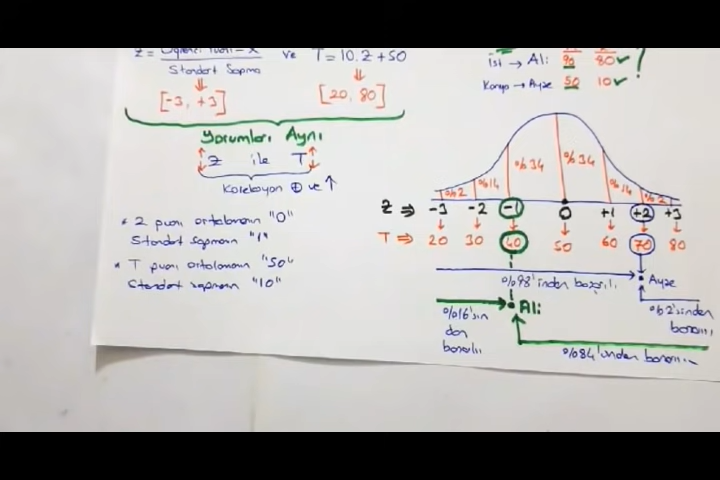 Z = Öğrenci Puanı - X ve T = 10.Z + 50
Standart Sapma
[-3, +3] [20, 80]
Yorumları Aynı
Z ile T
Korelasyon + ve ↑
* Z puanı ortalaması "0"
Standart sapması "1"
* T puanı ortalaması "50"
Standart sapması "10"
İst → Ali 90 80 ✓ ?
Konya → Ayşe 50 10 ✓
%2 %14 %34 %34 %14 %2
Z ⇒ -3 -2 -1 0 +1 +2 +3
T ⇒ 20 30 40 50 60 70 80
%98'inden başarılı
Ayşe
%2'sinden
başarısız
Ali
%16'sın
dan
başarılı
%84'ünden başarısız